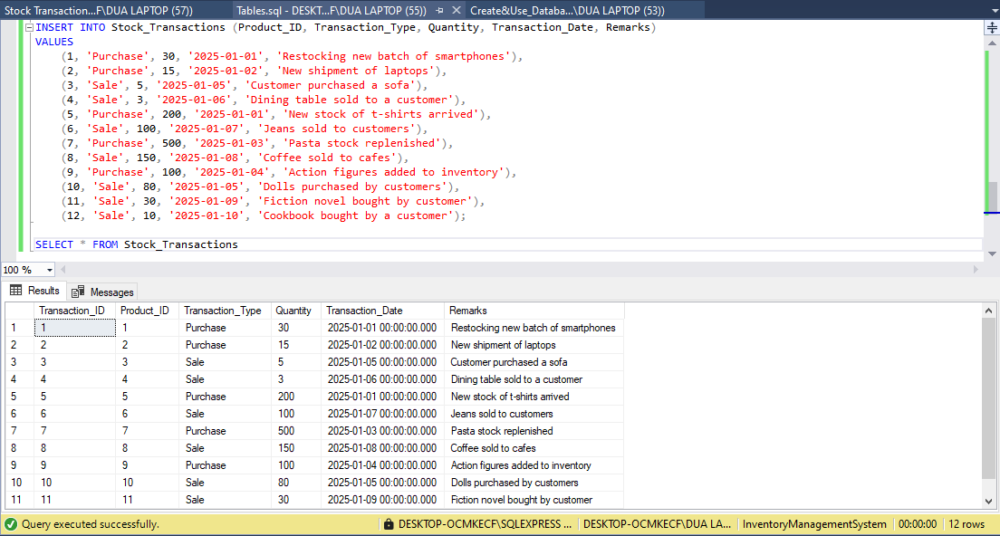 Stock Transaction...F\DUA LAPTOP (57)) Tables.sql - DESKT...F\DUA LAPTOP (55)) Create&Use_Databa...\DUA LAPTOP (53))
INSERT INTO Stock_Transactions (Product_ID, Transaction_Type, Quantity, Transaction_Date, Remarks)
VALUES
(1, 'Purchase', 30, '2025-01-01', 'Restocking new batch of smartphones'),
(2, 'Purchase', 15, '2025-01-02', 'New shipment of laptops'),
(3, 'Sale', 5, '2025-01-05', 'Customer purchased a sofa'),
(4, 'Sale', 3, '2025-01-06', 'Dining table sold to a customer'),
(5, 'Purchase', 200, '2025-01-01', 'New stock of t-shirts arrived'),
(6, 'Sale', 100, '2025-01-07', 'Jeans sold to customers'),
(7, 'Purchase', 500, '2025-01-03', 'Pasta stock replenished'),
(8, 'Sale', 150, '2025-01-08', 'Coffee sold to cafes'),
(9, 'Purchase', 100, '2025-01-04', 'Action figures added to inventory'),
(10, 'Sale', 80, '2025-01-05', 'Dolls purchased by customers'),
(11, 'Sale', 30, '2025-01-09', 'Fiction novel bought by customer'),
(12, 'Sale', 10, '2025-01-10', 'Cookbook bought by a customer');
SELECT * FROM Stock_Transactions
100 %
Results Messages
Transaction_ID Product_ID Transaction_Type Quantity Transaction_Date Remarks
1 1 1 Purchase 30 2025-01-01 00:00:00.000 Restocking new batch of smartphones
2 2 2 Purchase 15 2025-01-02 00:00:00.000 New shipment of laptops
3 3 3 Sale 5 2025-01-05 00:00:00.000 Customer purchased a sofa
4 4 4 Sale 3 2025-01-06 00:00:00.000 Dining table sold to a customer
5 5 5 Purchase 200 2025-01-01 00:00:00.000 New stock of t-shirts arrived
6 6 6 Sale 100 2025-01-07 00:00:00.000 Jeans sold to customers
7 7 7 Purchase 500 2025-01-03 00:00:00.000 Pasta stock replenished
8 8 8 Sale 150 2025-01-08 00:00:00.000 Coffee sold to cafes
9 9 9 Purchase 100 2025-01-04 00:00:00.000 Action figures added to inventory
10 10 10 Sale 80 2025-01-05 00:00:00.000 Dolls purchased by customers
11 11 11 Sale 30 2025-01-09 00:00:00.000 Fiction novel bought by customer
Query executed successfully. DESKTOP-OCMKECF\SQLEXPRESS ... DESKTOP-OCMKECF\DUA LA... InventoryManagementSystem 00:00:00 12 rows